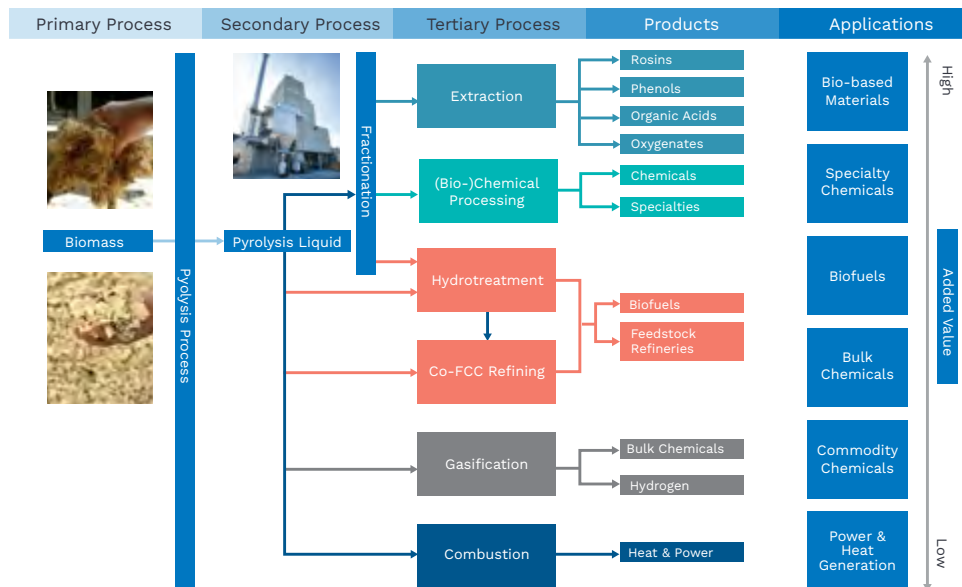 Primary Process
Secondary Process
Tertiary Process
Products
Applications
Biomass
Pyolysis Process
Pyrolysis Liquid
Fractionation
Extraction
Rosins
Phenols
Organic Acids
Oxygenates
(Bio-)Chemical
Processing
Chemicals
Specialties
Hydrotreatment
Co-FCC Refining
Biofuels
Feedstock
Refineries
Gasification
Bulk Chemicals
Hydrogen
Combustion
Heat & Power
Bio-based
Materials
Specialty
Chemicals
Biofuels
Bulk
Chemicals
Commodity
Chemicals
Power &
Heat
Generation
High
Added Value
Low